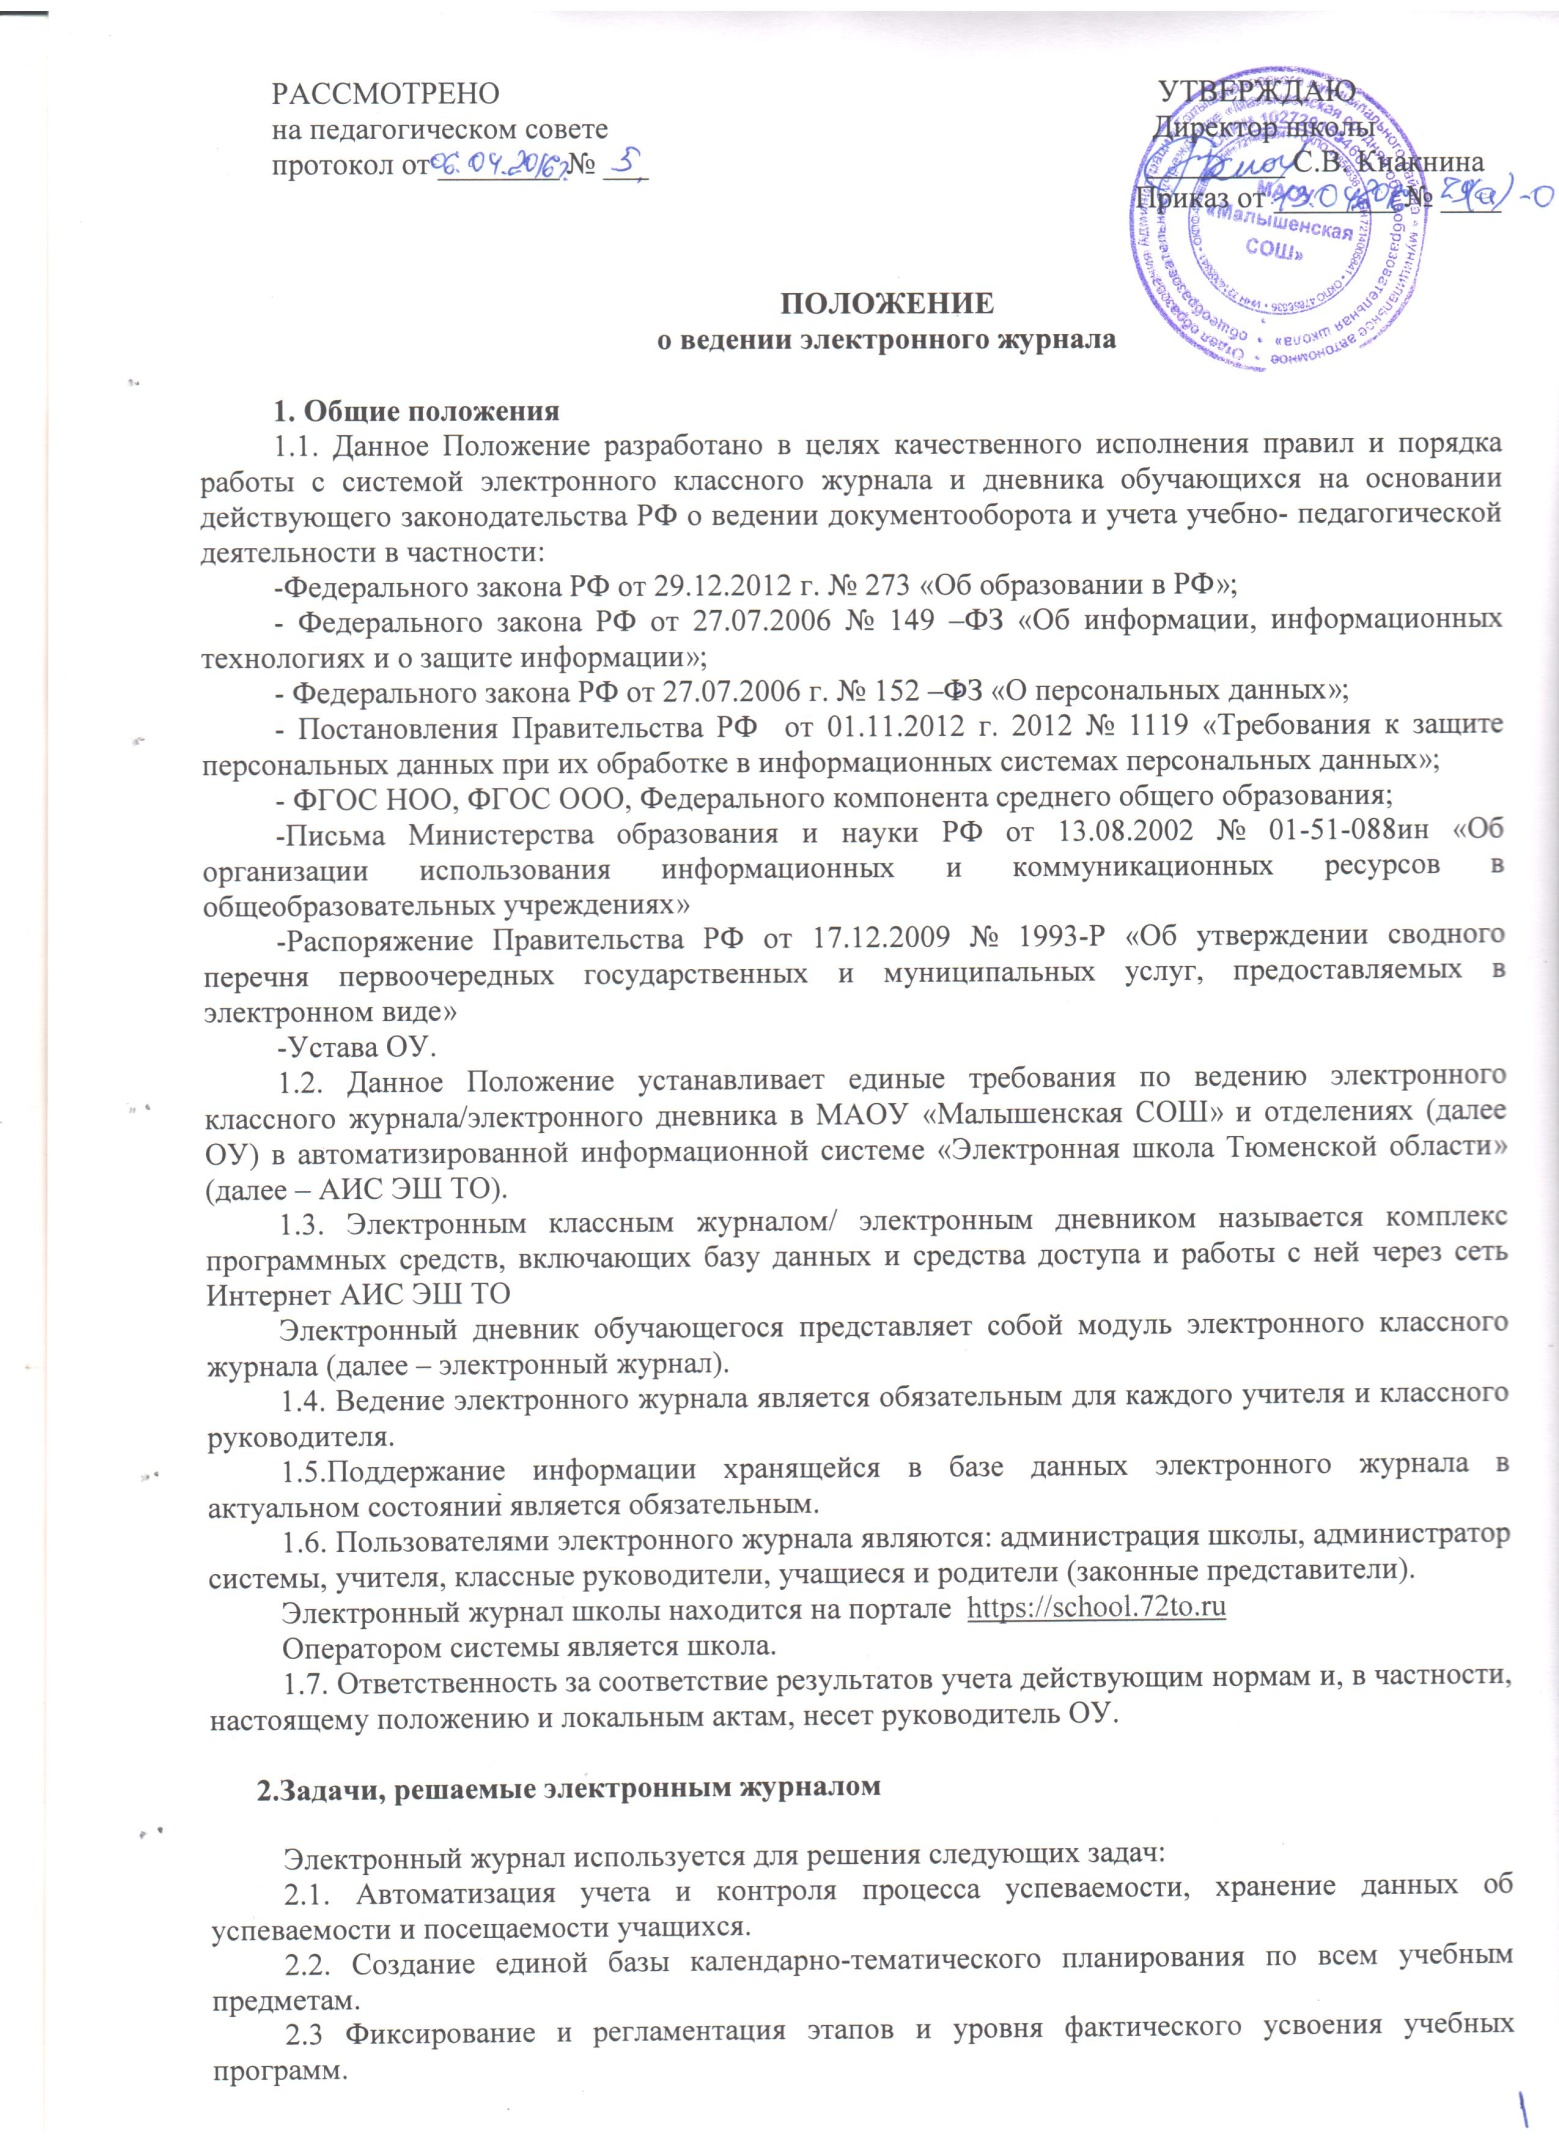 РАССМОТРЕНО
на педагогическом совете
протокол от 06.04.2016г. № 5
УТВЕРЖДАЮ
Директор школы
С.В. Кнакнина
Приказ от 13.04.2016 № 29(а)-О
МАОУ
«Малышенская
СОШ»
ПОЛОЖЕНИЕ
о ведении электронного журнала
1. Общие положения
1.1. Данное Положение разработано в целях качественного исполнения правил и порядка
работы с системой электронного классного журнала и дневника обучающихся на основании
действующего законодательства РФ о ведении документооборота и учета учебно- педагогической
деятельности в частности:
-Федерального закона РФ от 29.12.2012 г. № 273 «Об образовании в РФ»;
- Федерального закона РФ от 27.07.2006 № 149 –ФЗ «Об информации, информационных
технологиях и о защите информации»;
- Федерального закона РФ от 27.07.2006 г. № 152 –ФЗ «О персональных данных»;
- Постановления Правительства РФ от 01.11.2012 г. 2012 № 1119 «Требования к защите
персональных данных при их обработке в информационных системах персональных данных»;
- ФГОС НОО, ФГОС ООО, Федерального компонента среднего общего образования;
-Письма Министерства образования и науки РФ от 13.08.2002 № 01-51-088ин «Об
организации использования информационных и коммуникационных ресурсов в
общеобразовательных учреждениях»
-Распоряжение Правительства РФ от 17.12.2009 № 1993-Р «Об утверждении сводного
перечня первоочередных государственных и муниципальных услуг, предоставляемых в
электронном виде»
-Устава ОУ.
1.2. Данное Положение устанавливает единые требования по ведению электронного
классного журнала/электронного дневника в МАОУ «Малышенская СОШ» и отделениях (далее
ОУ) в автоматизированной информационной системе «Электронная школа Тюменской области»
(далее – АИС ЭШ ТО).
1.3. Электронным классным журналом/ электронным дневником называется комплекс
программных средств, включающих базу данных и средства доступа и работы с ней через сеть
Интернет АИС ЭШ ТО
Электронный дневник обучающегося представляет собой модуль электронного классного
журнала (далее – электронный журнал).
1.4. Ведение электронного журнала является обязательным для каждого учителя и классного
руководителя.
1.5.Поддержание информации хранящейся в базе данных электронного журнала в
актуальном состоянии является обязательным.
1.6. Пользователями электронного журнала являются: администрация школы, администратор
системы, учителя, классные руководители, учащиеся и родители (законные представители).
Электронный журнал школы находится на портале https://school.72to.ru
Оператором системы является школа.
1.7. Ответственность за соответствие результатов учета действующим нормам и, в частности,
настоящему положению и локальным актам, несет руководитель ОУ.
2.Задачи, решаемые электронным журналом
Электронный журнал используется для решения следующих задач:
2.1. Автоматизация учета и контроля процесса успеваемости, хранение данных об
успеваемости и посещаемости учащихся.
2.2. Создание единой базы календарно-тематического планирования по всем учебным
предметам.
2.3 Фиксирование и регламентация этапов и уровня фактического усвоения учебных
программ.
1